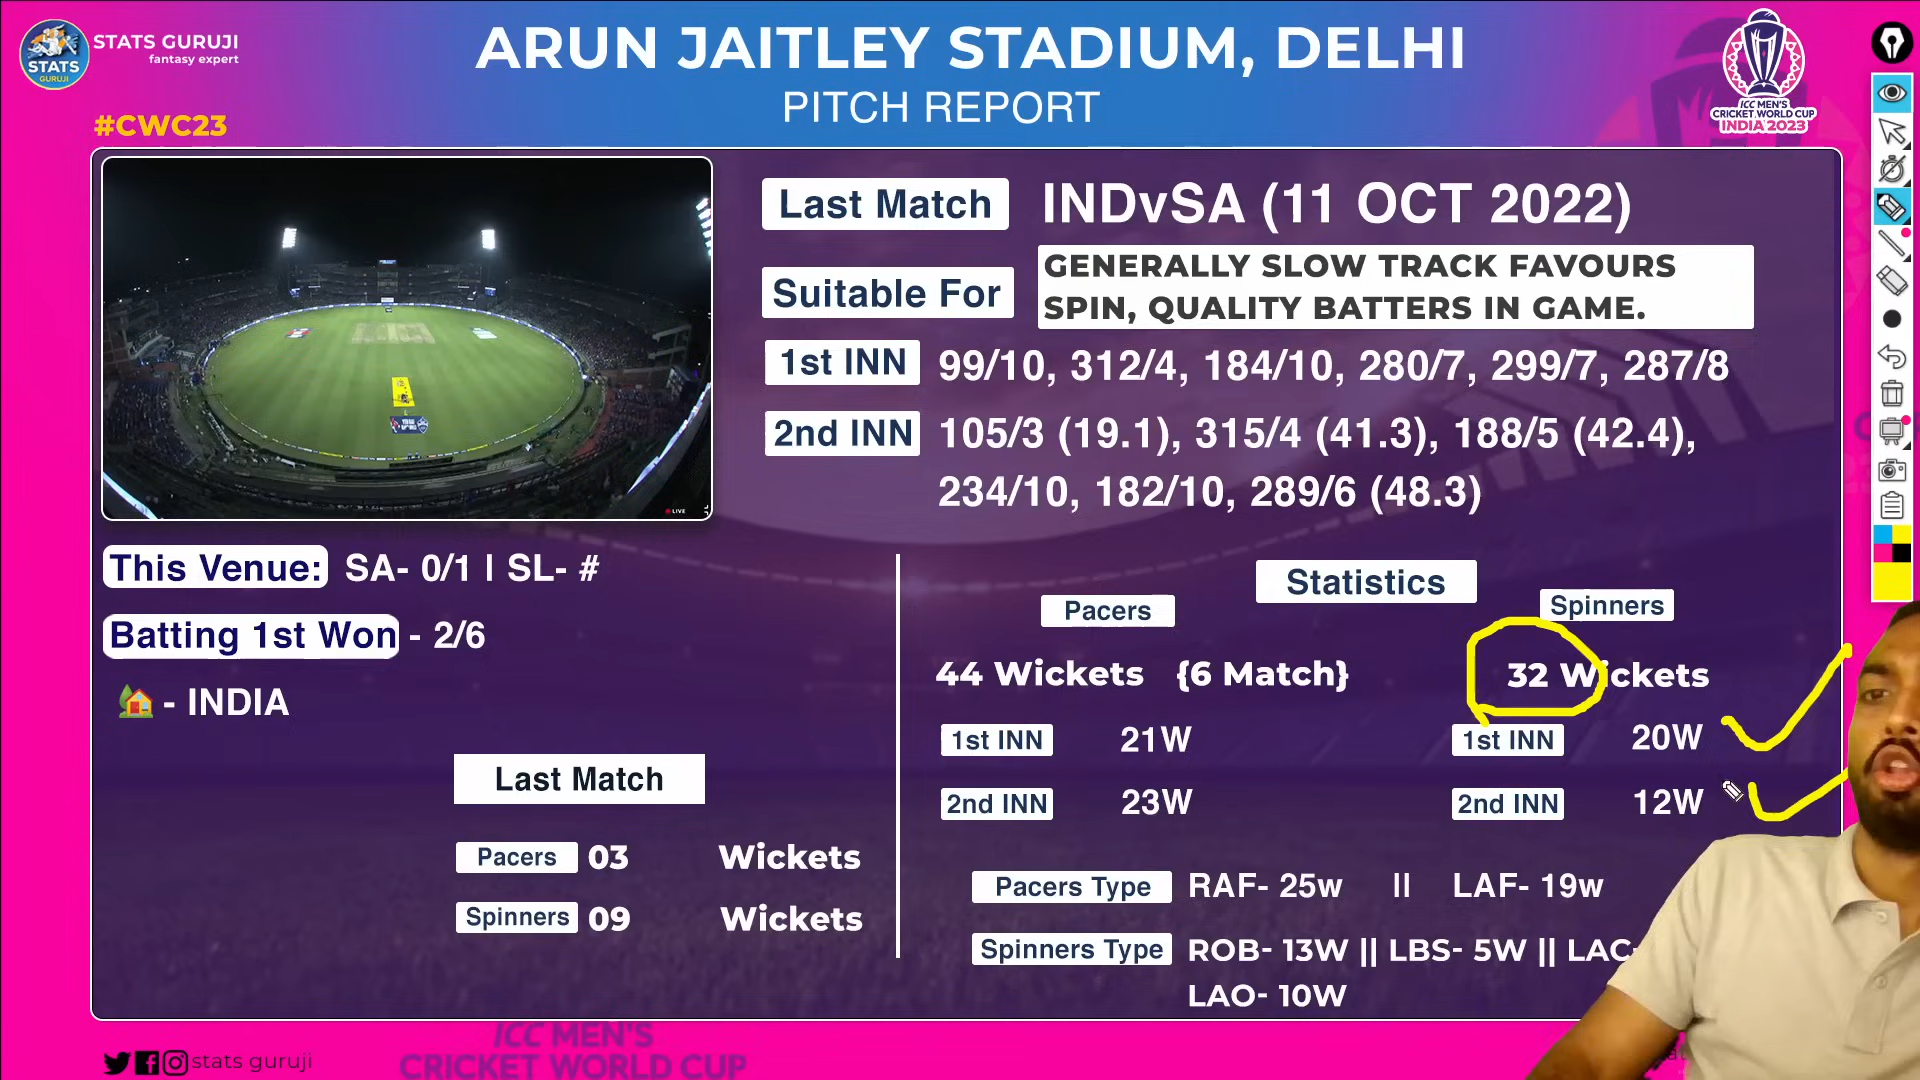 STATS GURUJI
fantasy expert
STATS
GURUJI
#CWC23
ARUN JAITLEY STADIUM, DELHI
PITCH REPORT
ICC MEN'S
CRICKET WORLD CUP
INDIA 2023
LIVE
Last Match INDvSA (11 OCT 2022)
Suitable For GENERALLY SLOW TRACK FAVOURS
SPIN, QUALITY BATTERS IN GAME.
1st INN 99/10, 312/4, 184/10, 280/7, 299/7, 287/8
2nd INN 105/3 (19.1), 315/4 (41.3), 188/5 (42.4),
234/10, 182/10, 289/6 (48.3)
This Venue: SA- 0/1 | SL- #
Batting 1st Won - 2/6
- INDIA
Last Match
Pacers 03 Wickets
Spinners 09 Wickets
Statistics
Pacers Spinners
44 Wickets {6 Match} 32 Wickets
1st INN 21W 1st INN 20W
2nd INN 23W 2nd INN 12W
Pacers Type RAF- 25w || LAF- 19w
Spinners Type ROB- 13W || LBS- 5W || LAC-
LAO- 10W
stats guruji
ICC MEN'S
CRICKET WORLD CUP